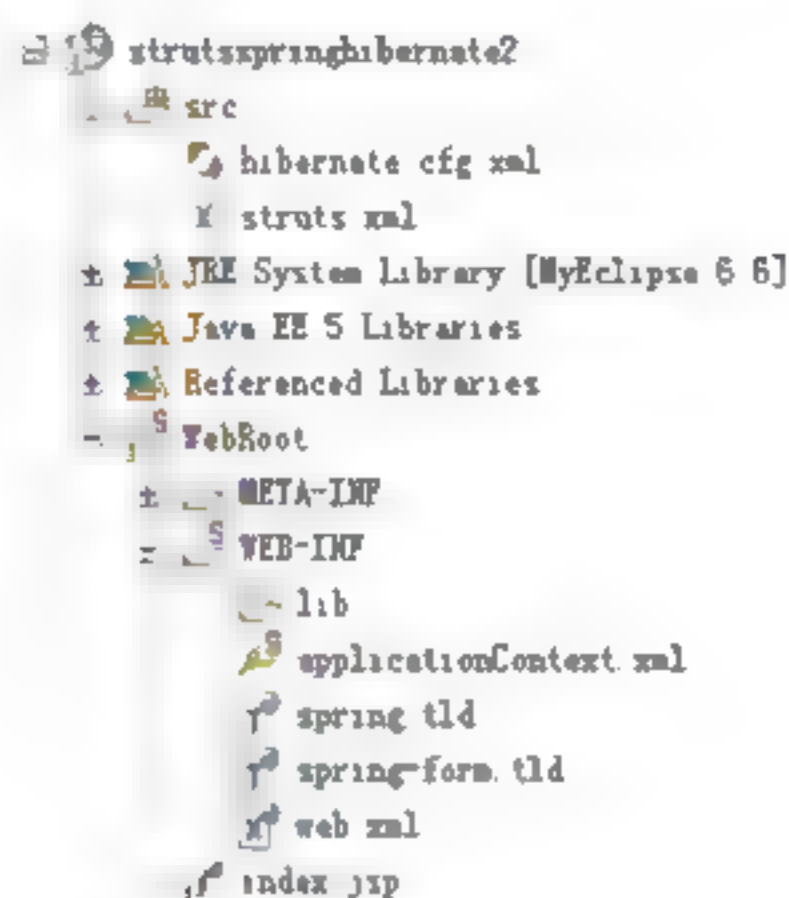 strutsspringhibernate2
src
hibernate.cfg.xml
struts.xml
JRE System Library [MyEclipse 6.6]
Java EE 5 Libraries
Referenced Libraries
WebRoot
META-INF
WEB-INF
lib
applicationContext.xml
spring.tld
spring-form.tld
web.xml
index.jsp